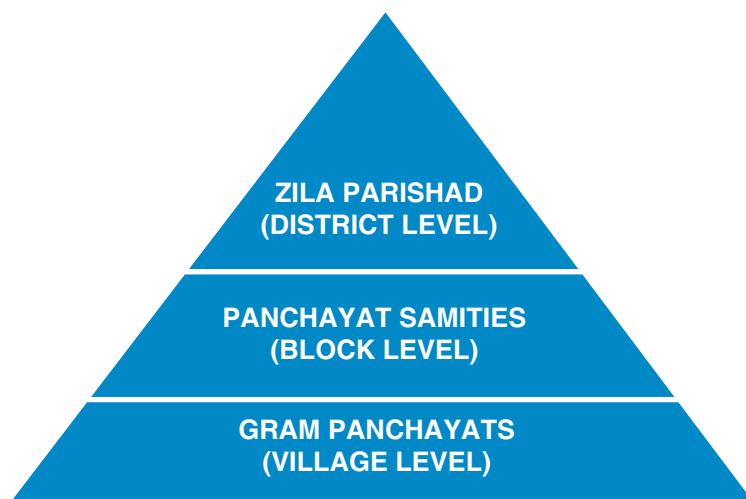 ZILA PARISHAD
(DISTRICT LEVEL)
PANCHAYAT SAMITIES
(BLOCK LEVEL)
GRAM PANCHAYATS
(VILLAGE LEVEL)